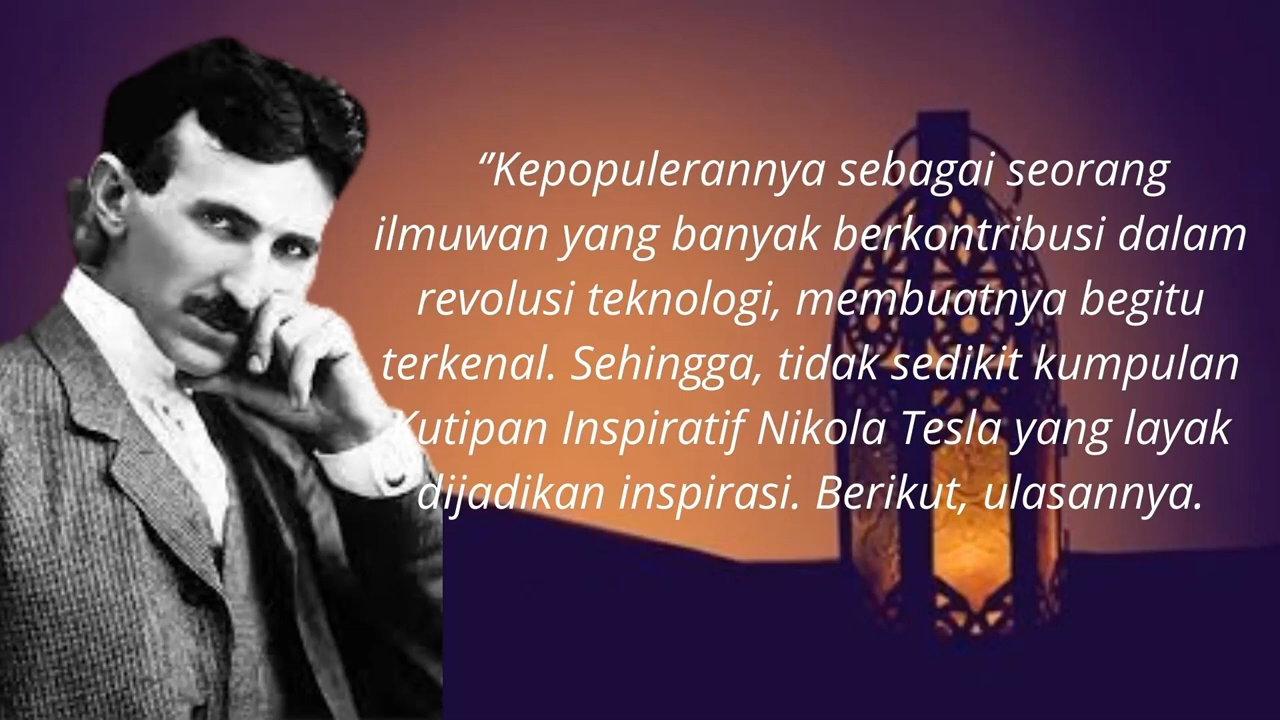 “Kepopulerannya sebagai seorang
ilmuwan yang banyak berkontribusi dalam
revolusi teknologi, membuatnya begitu
terkenal. Sehingga, tidak sedikit kumpulan
Kutipan Inspiratif Nikola Tesla yang layak
dijadikan inspirasi. Berikut, ulasannya.